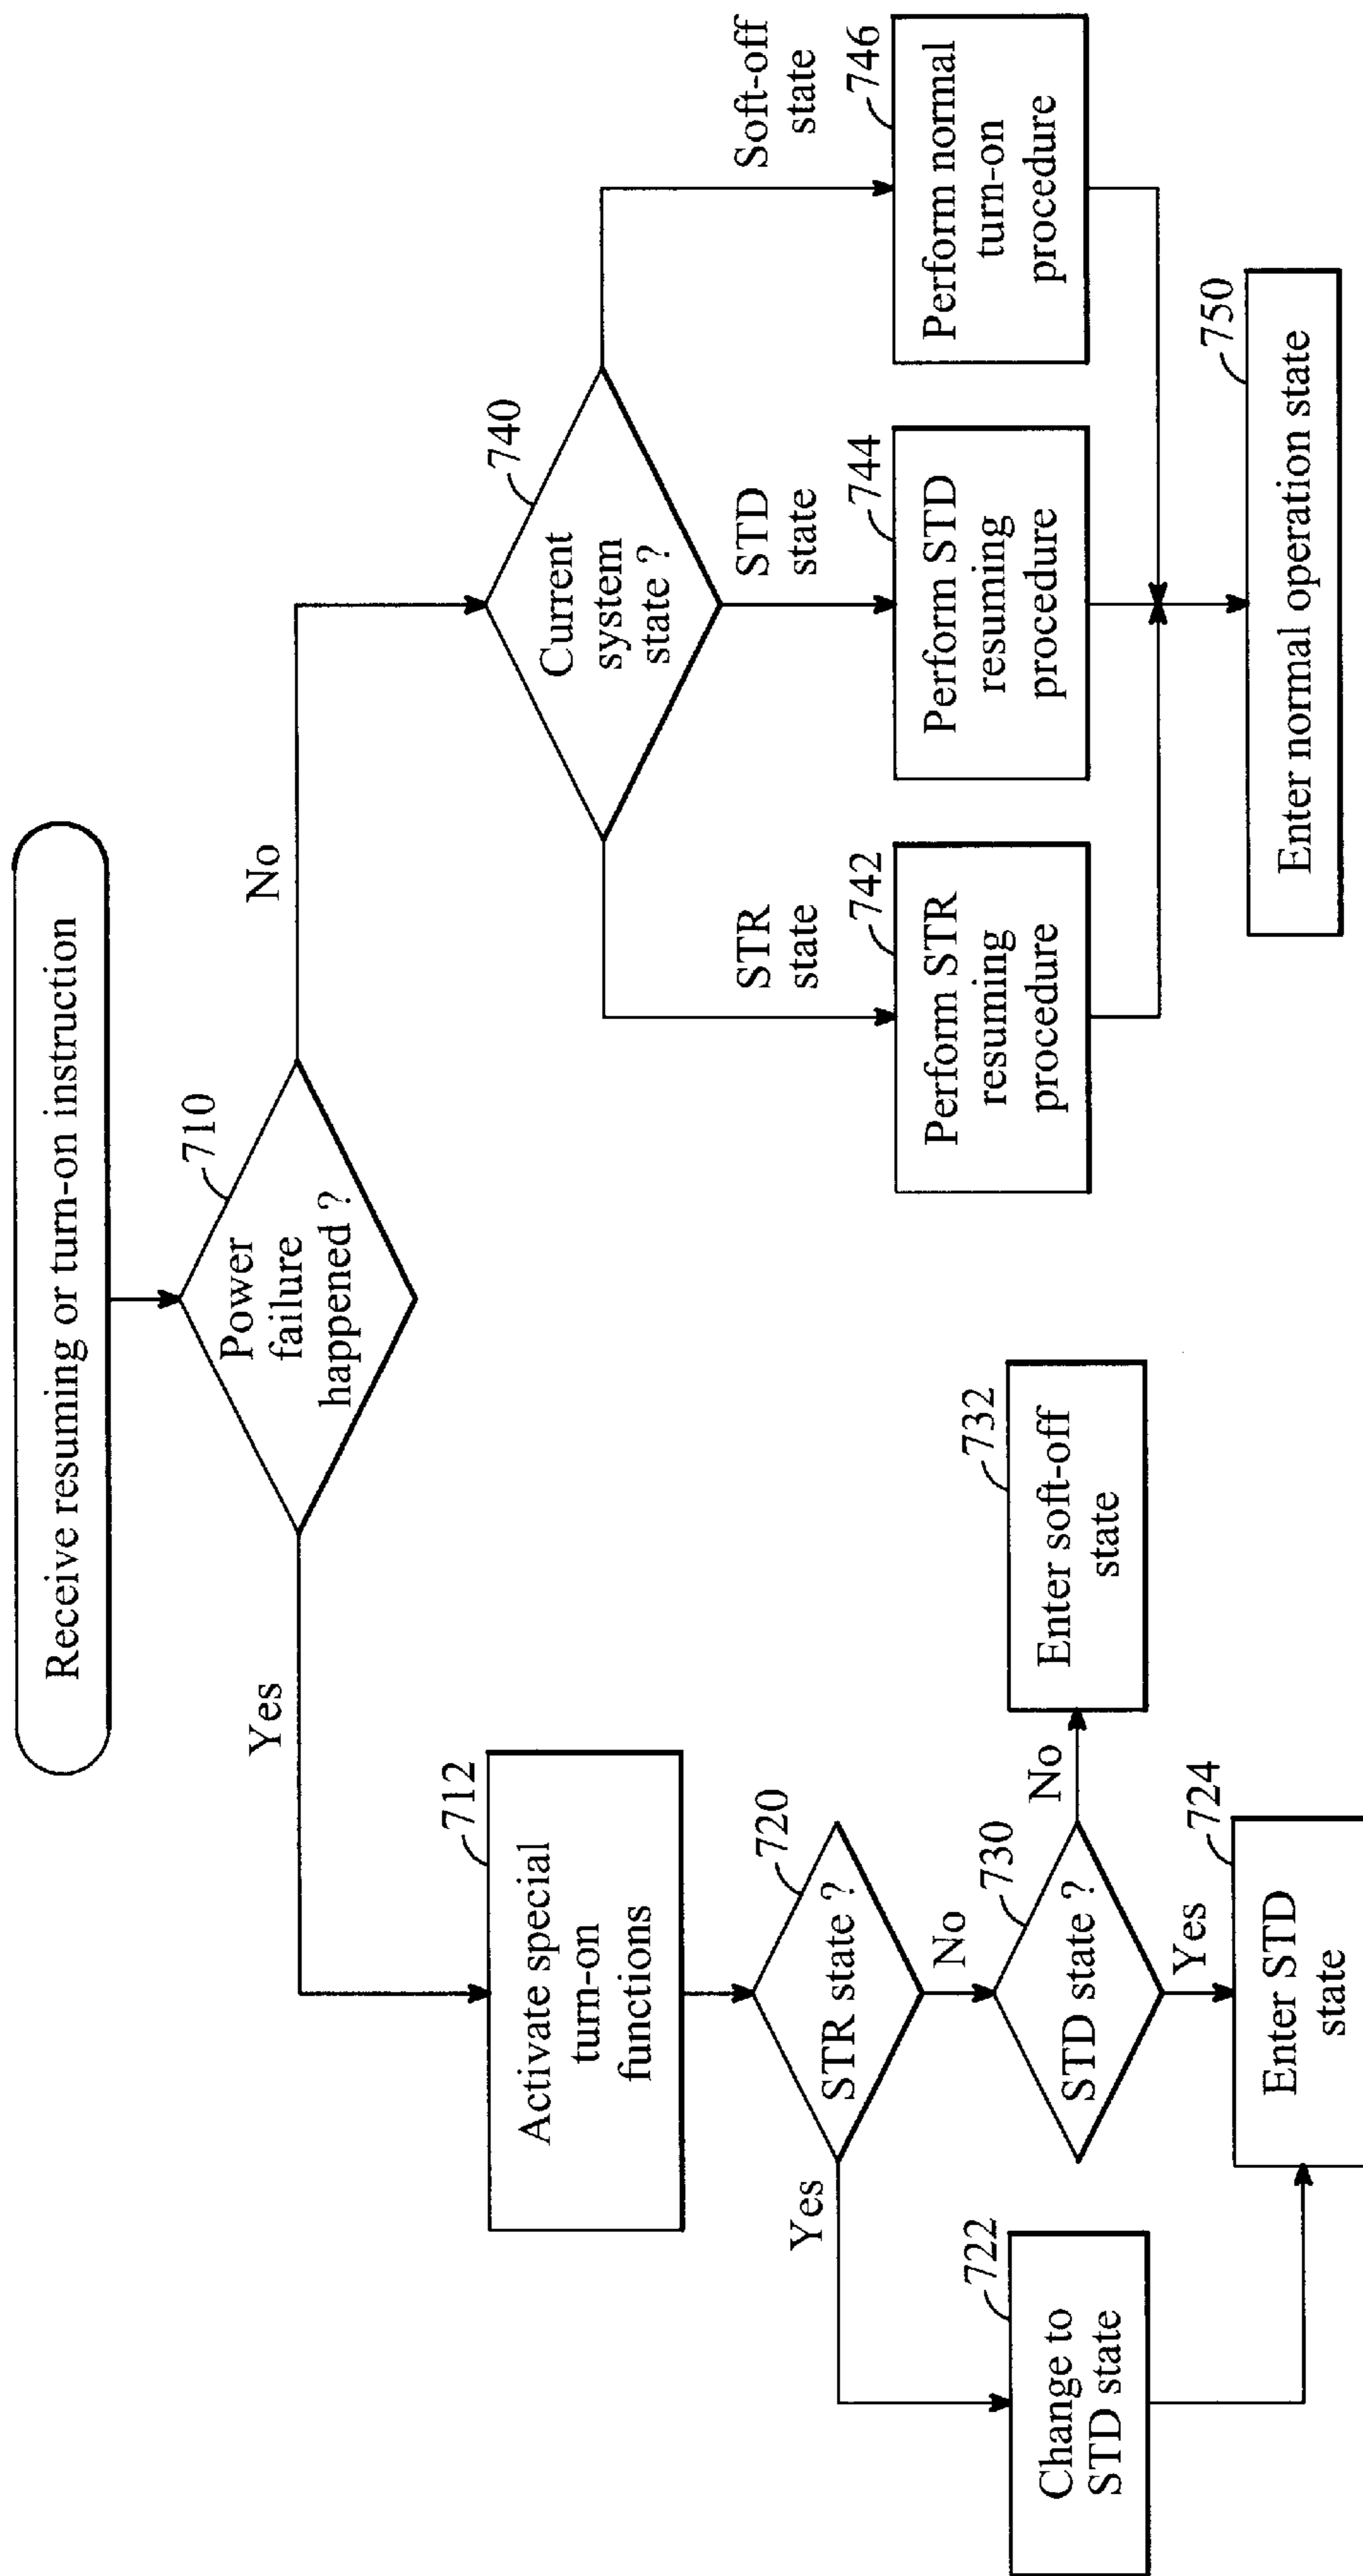 Receive resuming or turn-on instruction
710
Power
failure
happened ?
Yes
No
712
Activate special
turn-on
functions
720
STR state ?
Yes
No
722
Change to
STD state
730
STD state ?
No
Yes
732
Enter soft-off
state
724
Enter STD
state
740
Current
system
state ?
STR
state
STD
state
Soft-off
state
742
Perform STR
resuming
procedure
744
Perform STD
resuming
procedure
746
Perform normal
turn-on
procedure
750
Enter normal operation state